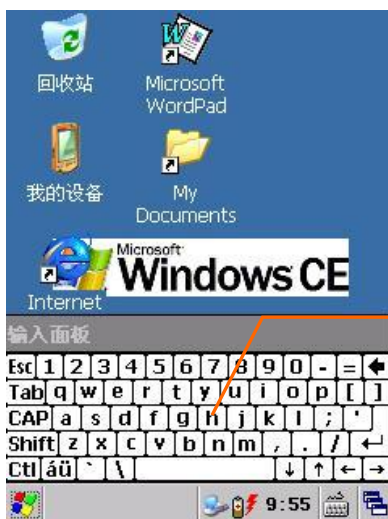 回收站
Microsoft
WordPad
我的设备
My
Documents
Internet
Microsoft
Windows CE
输入面板
Esc 1 2 3 4 5 6 7 8 9 0 - =
Tab q w e r t y u i o p [ ]
CAP a s d f g h j k l ; '
Shift z x c v b n m , . /
Ctl áü ` \
9:55